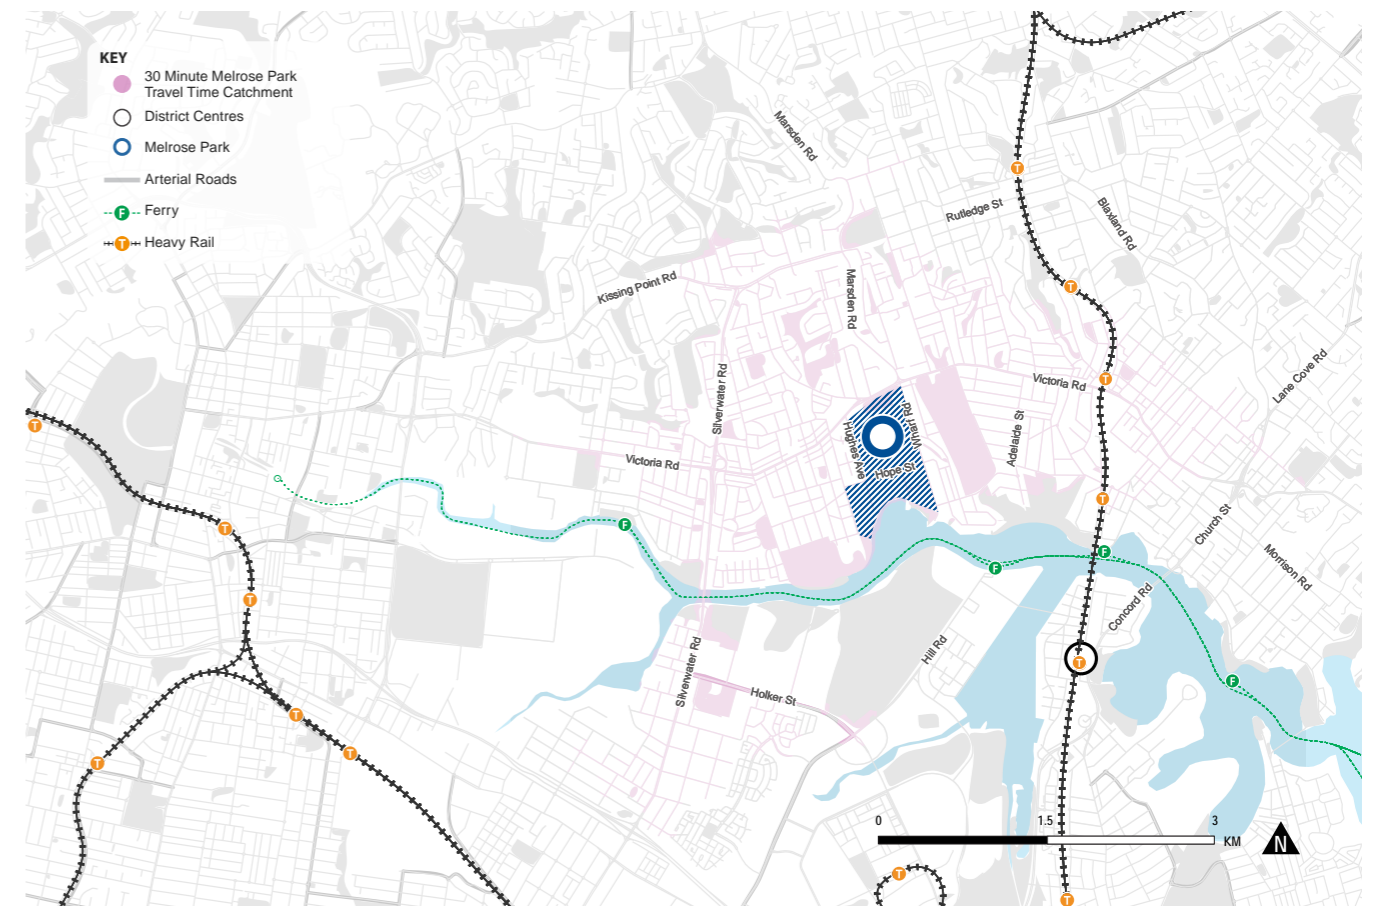 KEY
30 Minute Melrose Park
Travel Time Catchment
District Centres
Melrose Park
Arterial Roads
F
Ferry
T
Heavy Rail
Marsden Rd
T
Rutledge St
Blaxland Rd
Kissing Point Rd
Marsden Rd
T
Silverwater Rd
Victoria Rd
T
Lane Cove Rd
T
Hughes Ave
Wharf Rd
Adelaide St
Victoria Rd
Hope St
T
T
F
Church St
F
F
Morrison Rd
T
Concord Rd
Hill Rd
T
F
Silverwater Rd
Holker St
T
T
T
0
1.5
3
KM
N
T
T